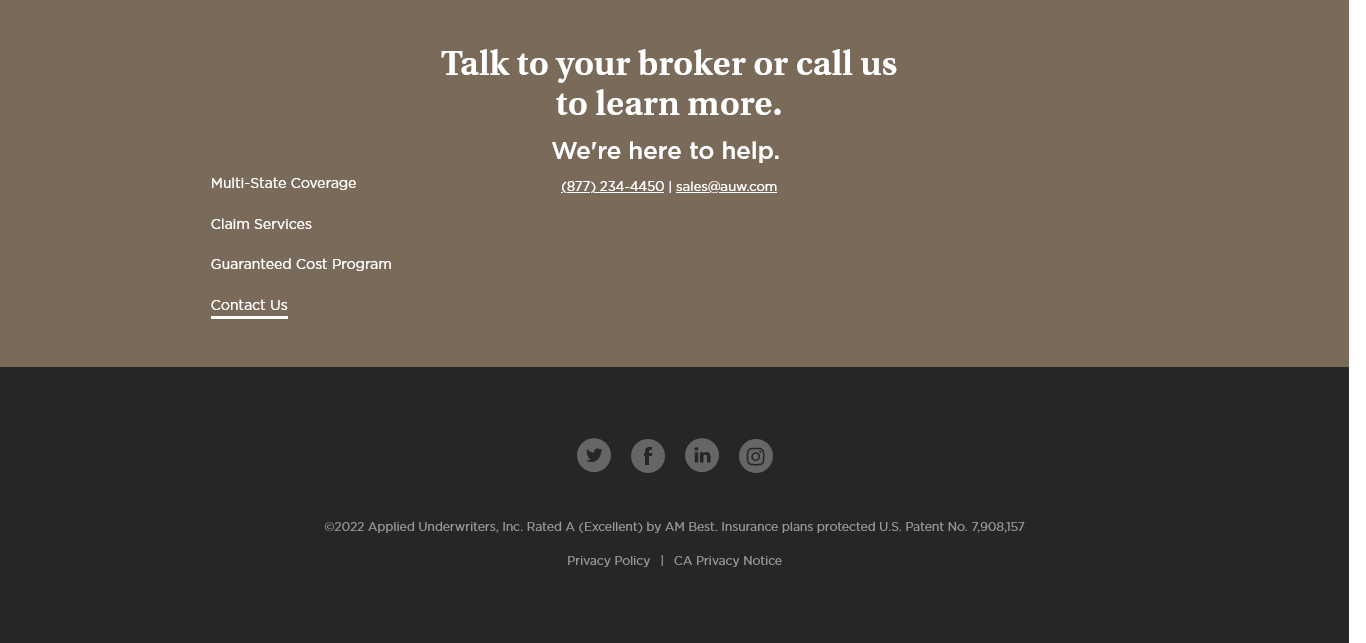 Talk to your broker or call us
to learn more.
We're here to help.
(877) 234-4450 | sales@auw.com
Multi-State Coverage
Claim Services
Guaranteed Cost Program
Contact Us
©2022 Applied Underwriters, Inc. Rated A (Excellent) by AM Best. Insurance plans protected U.S. Patent No. 7,908,157
Privacy Policy | CA Privacy Notice